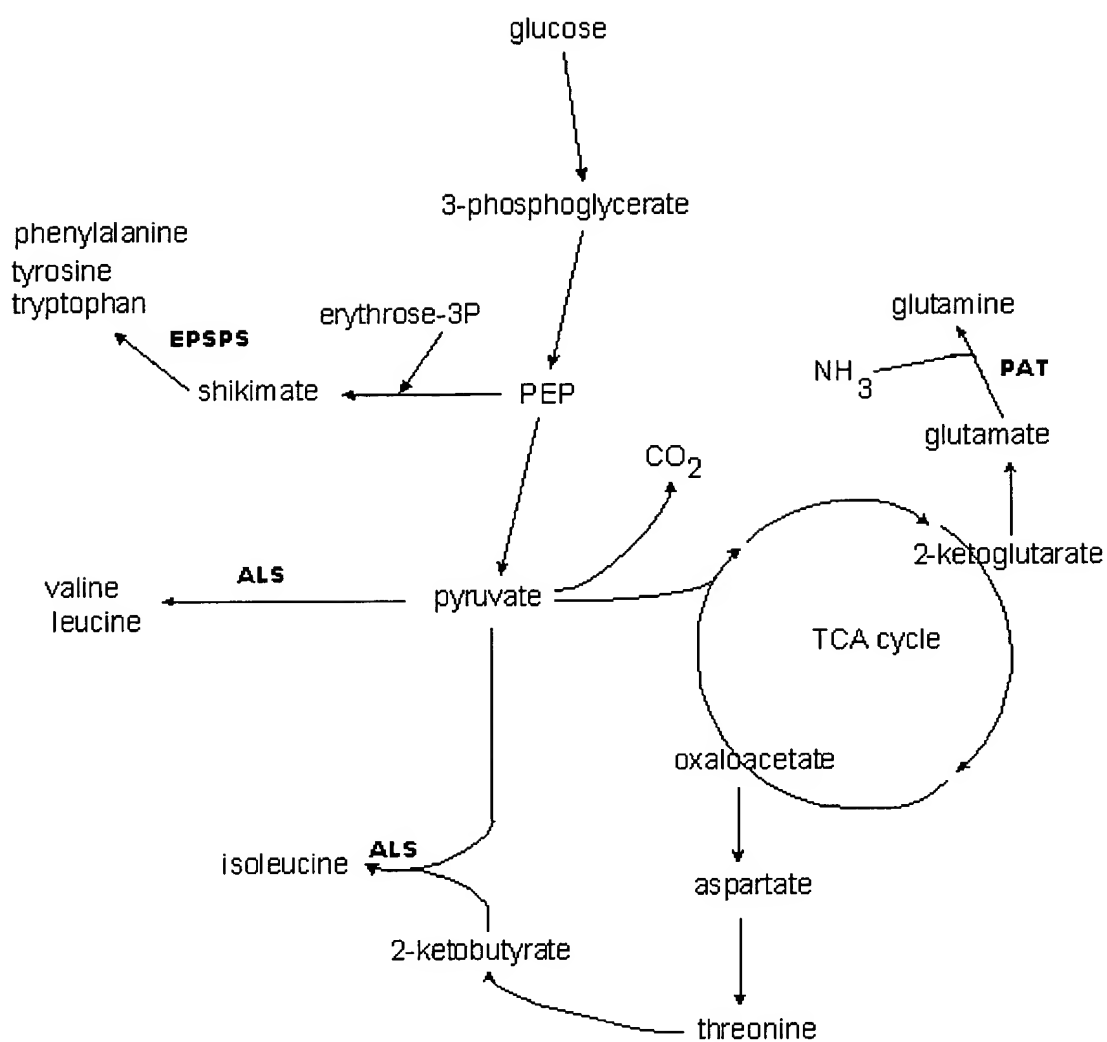 glucose
3-phosphoglycerate
phenylalanine
tyrosine
tryptophan
EPSPS
erythrose-3P
shikimate
PEP
glutamine
NH3
PAT
glutamate
CO2
2-ketoglutarate
valine
leucine
ALS
pyruvate
TCA cycle
oxaloacetate
isoleucine
ALS
aspartate
2-ketobutyrate
threonine